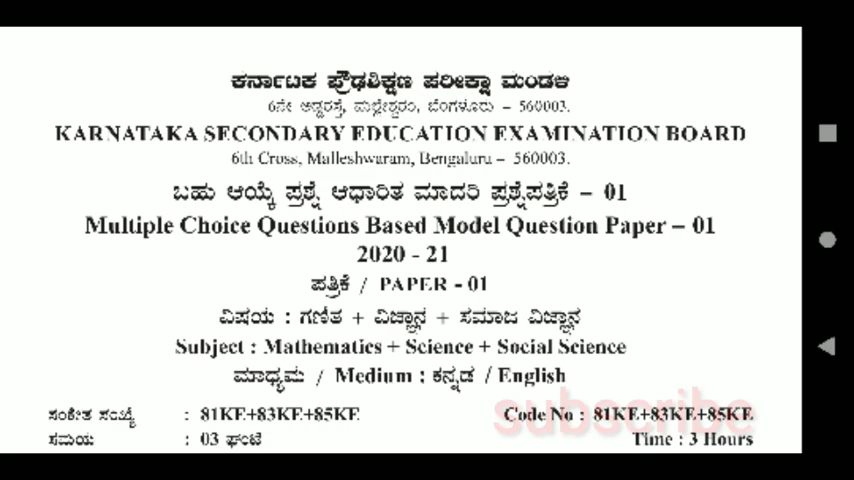 ಕರ್ನಾಟಕ ಪ್ರೌಢಶಿಕ್ಷಣ ಪರೀಕ್ಷಾ ಮಂಡಳಿ
6ನೇ ಅಡ್ಡರಸ್ತೆ, ಮಲ್ಲೇಶ್ವರಂ, ಬೆಂಗಳೂರು – 560003.
KARNATAKA SECONDARY EDUCATION EXAMINATION BOARD
6th Cross, Malleshwaram, Bengaluru – 560003.
ಬಹು ಆಯ್ಕೆ ಪ್ರಶ್ನೆ ಆಧಾರಿತ ಮಾದರಿ ಪ್ರಶ್ನೆಪತ್ರಿಕೆ – 01
Multiple Choice Questions Based Model Question Paper – 01
2020 - 21
ಪತ್ರಿಕೆ / PAPER - 01
ವಿಷಯ : ಗಣಿತ + ವಿಜ್ಞಾನ + ಸಮಾಜ ವಿಜ್ಞಾನ
Subject : Mathematics + Science + Social Science
ಮಾಧ್ಯಮ / Medium : ಕನ್ನಡ / English
ಸಂಕೇತ ಸಂಖ್ಯೆ : 81KE+83KE+85KE Code No : 81KE+83KE+85KE
subscribe
ಸಮಯ : 03 ಘಂಟೆ Time : 3 Hours